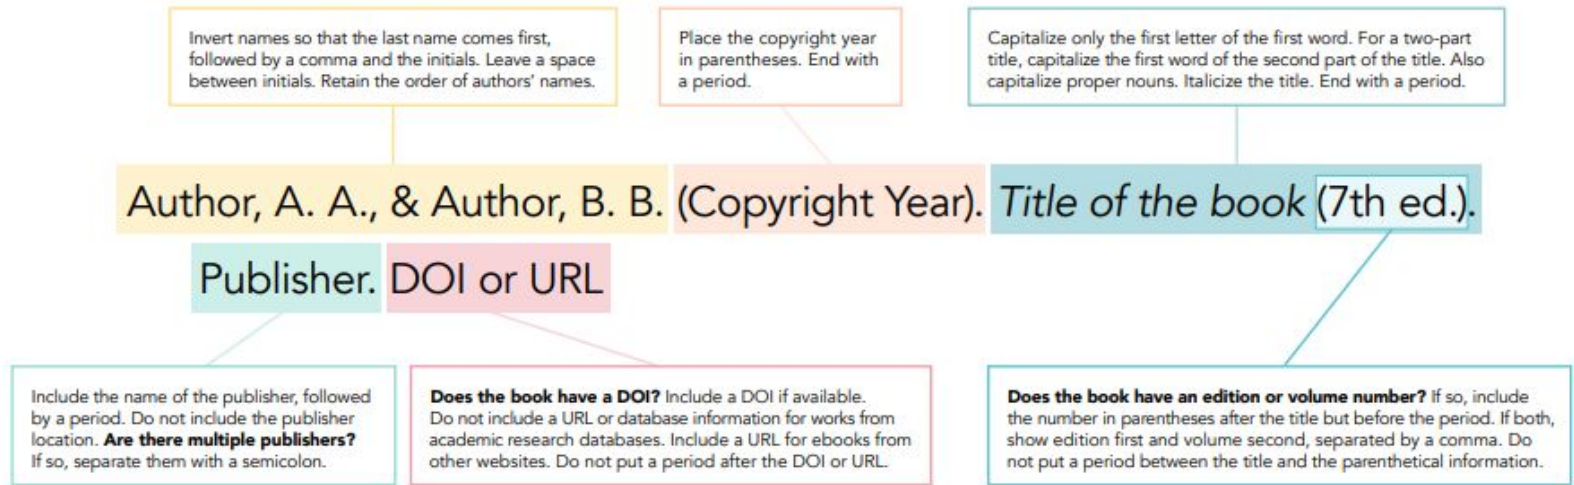 Invert names so that the last name comes first,
followed by a comma and the initials. Leave a space
between initials. Retain the order of authors' names.
Place the copyright year
in parentheses. End with
a period.
Capitalize only the first letter of the first word. For a two-part
title, capitalize the first word of the second part of the title. Also
capitalize proper nouns. Italicize the title. End with a period.
Author, A. A., & Author, B. B. (Copyright Year). Title of the book (7th ed.).
Publisher. DOI or URL
Include the name of the publisher, followed
by a period. Do not include the publisher
location. Are there multiple publishers?
If so, separate them with a semicolon.
Does the book have a DOI? Include a DOI if available.
Do not include a URL or database information for works from
academic research databases. Include a URL for ebooks from
other websites. Do not put a period after the DOI or URL.
Does the book have an edition or volume number? If so, include
the number in parentheses after the title but before the period. If both,
show edition first and volume second, separated by a comma. Do
not put a period between the title and the parenthetical information.